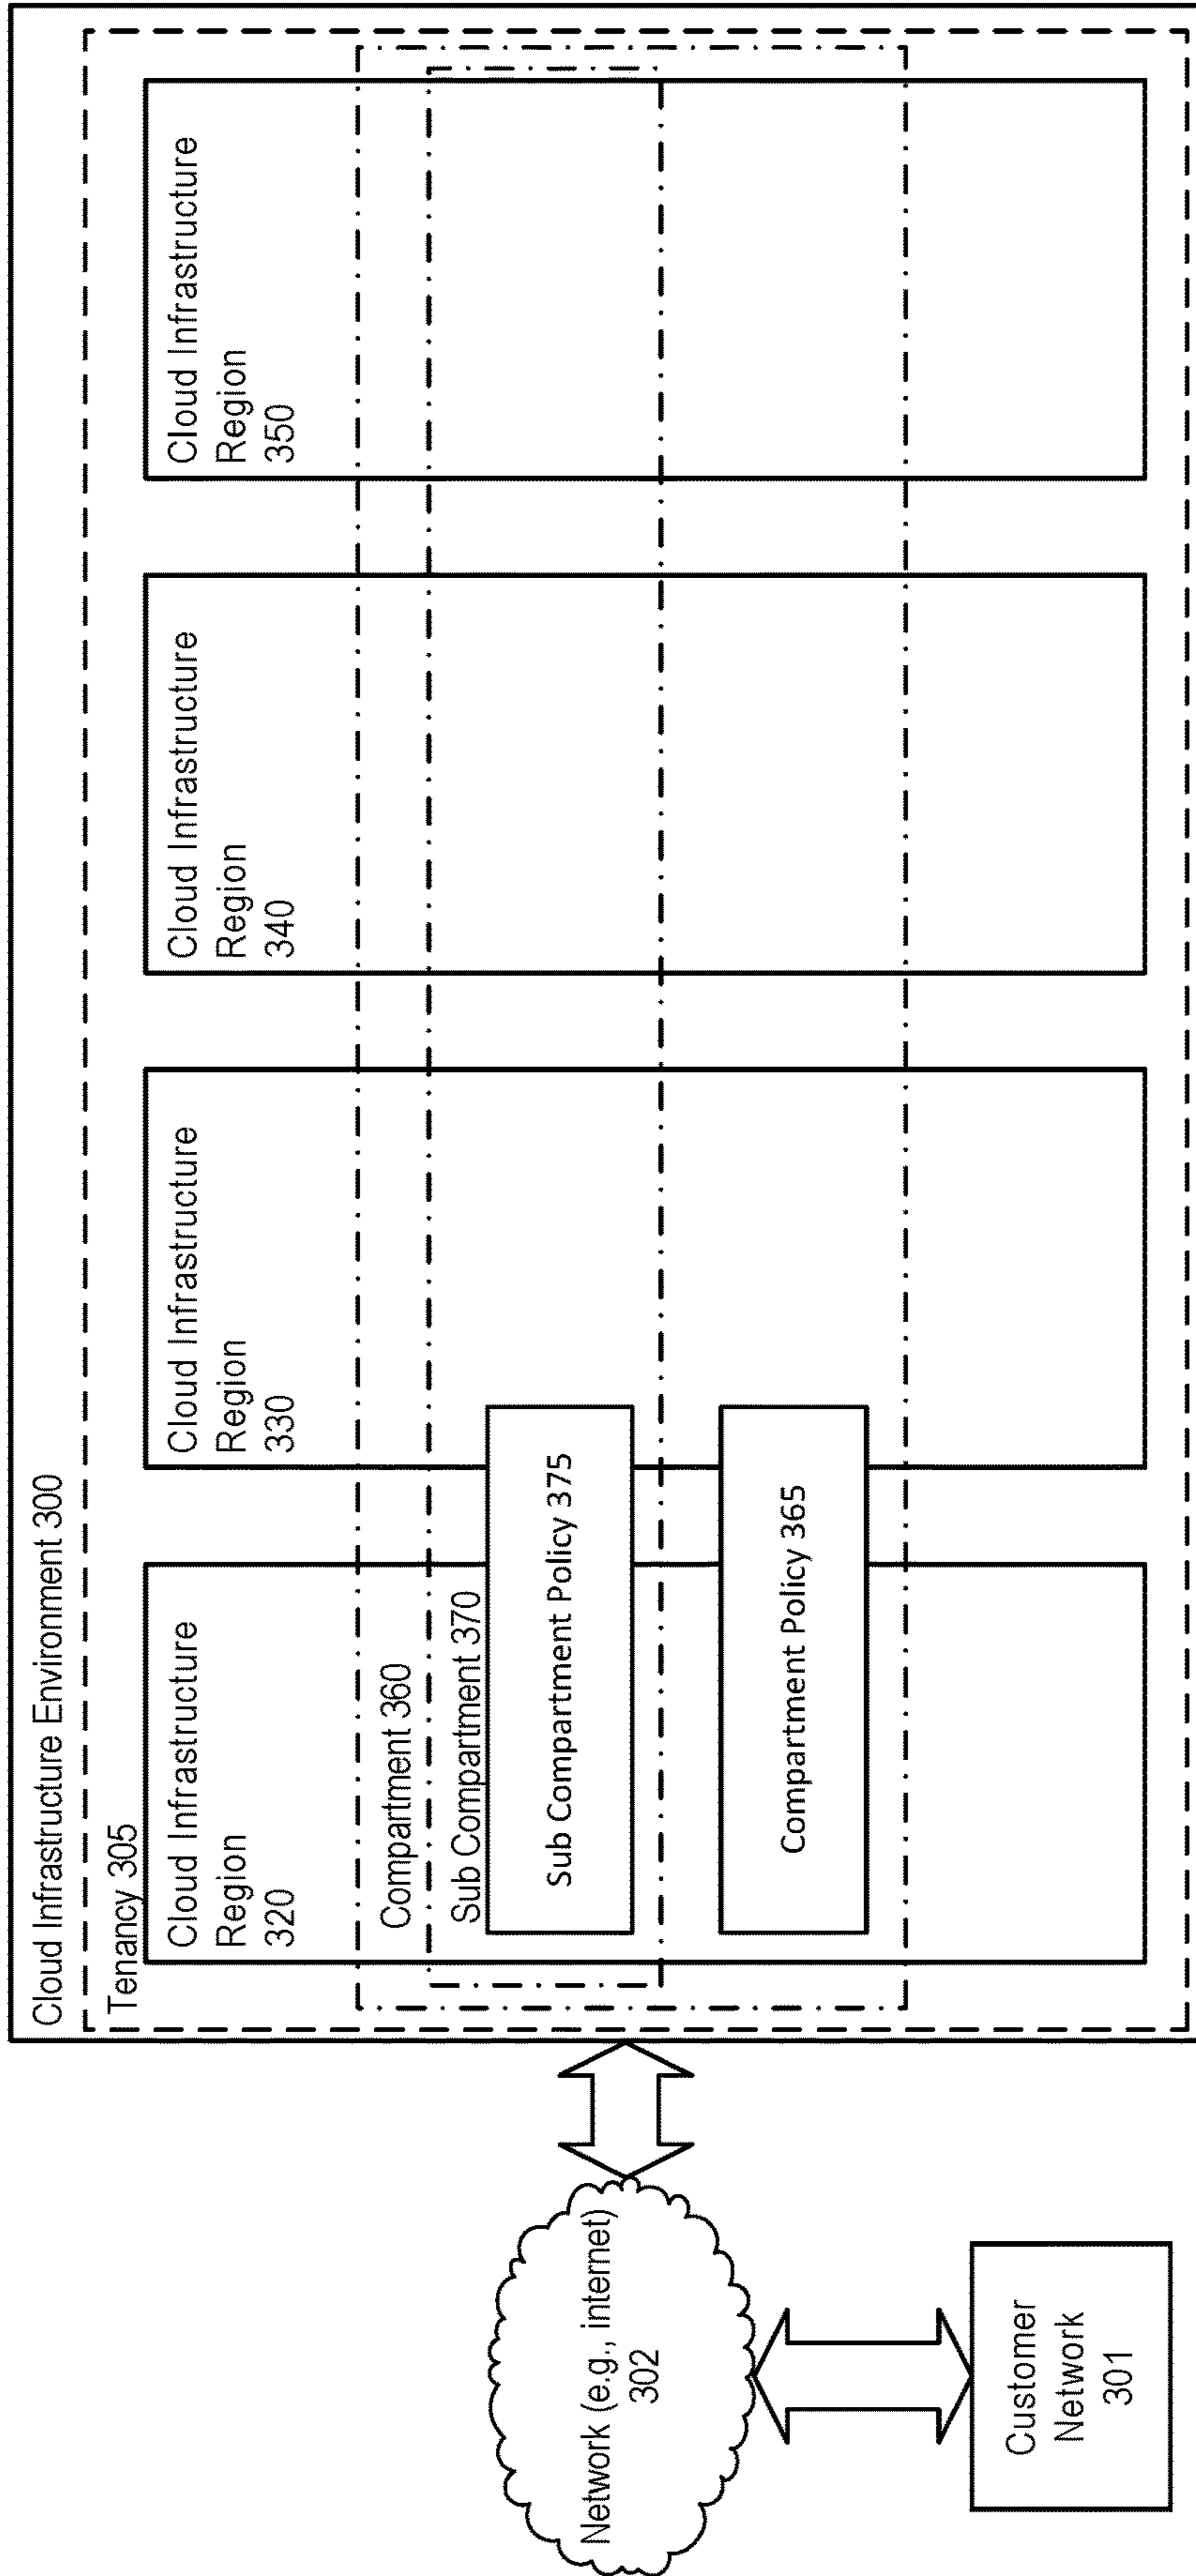 Cloud Infrastructure Environment 300
Tenancy 305
Cloud Infrastructure
Region
320
Cloud Infrastructure
Region
330
Cloud Infrastructure
Region
340
Cloud Infrastructure
Region
350
Compartment 360
Sub Compartment 370
Sub Compartment Policy 375
Compartment Policy 365
Network (e.g., internet)
302
Customer
Network
301